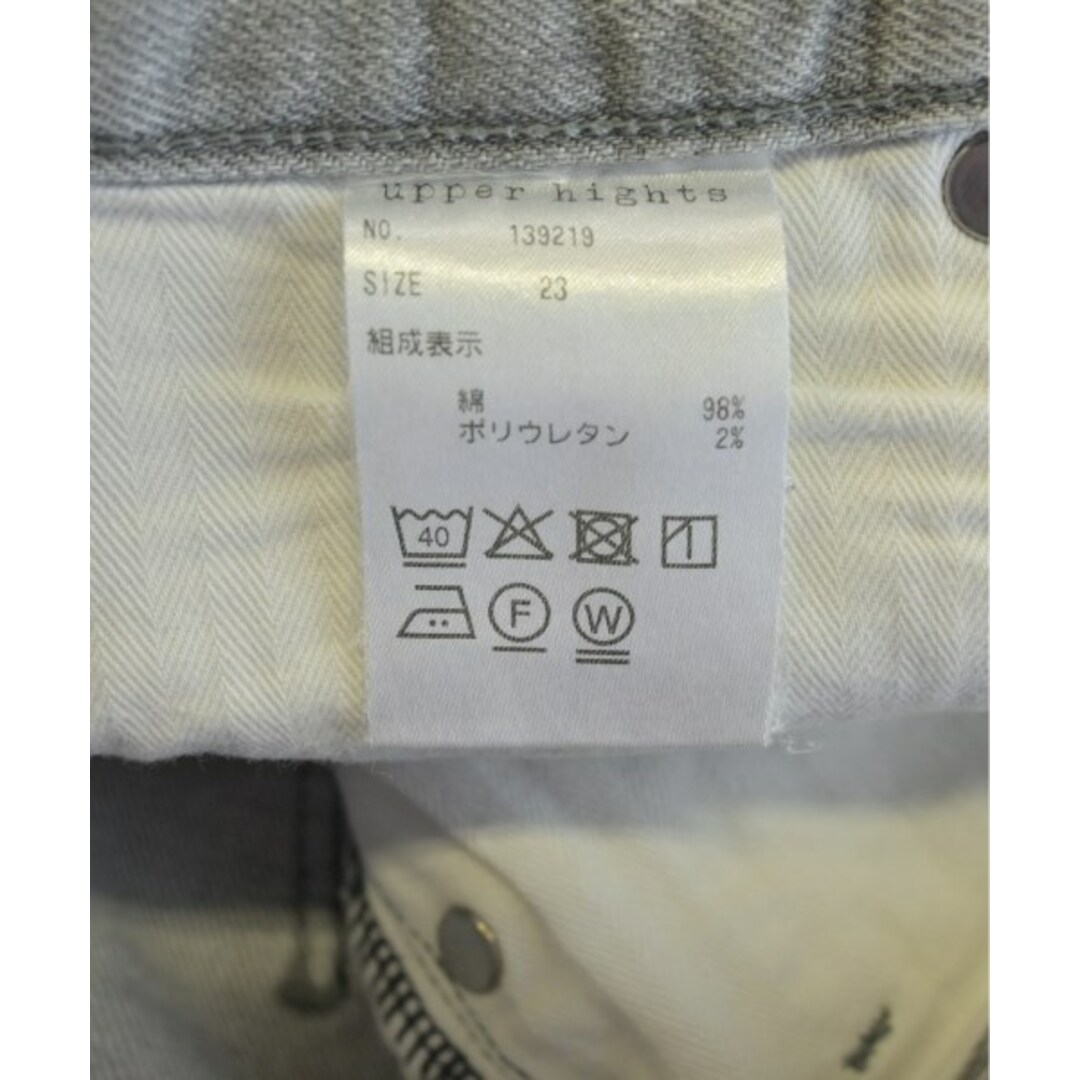 upper hights
NO. 139219
SIZE 23
組成表示
綿 98%
ポリウレタン 2%
40
F W